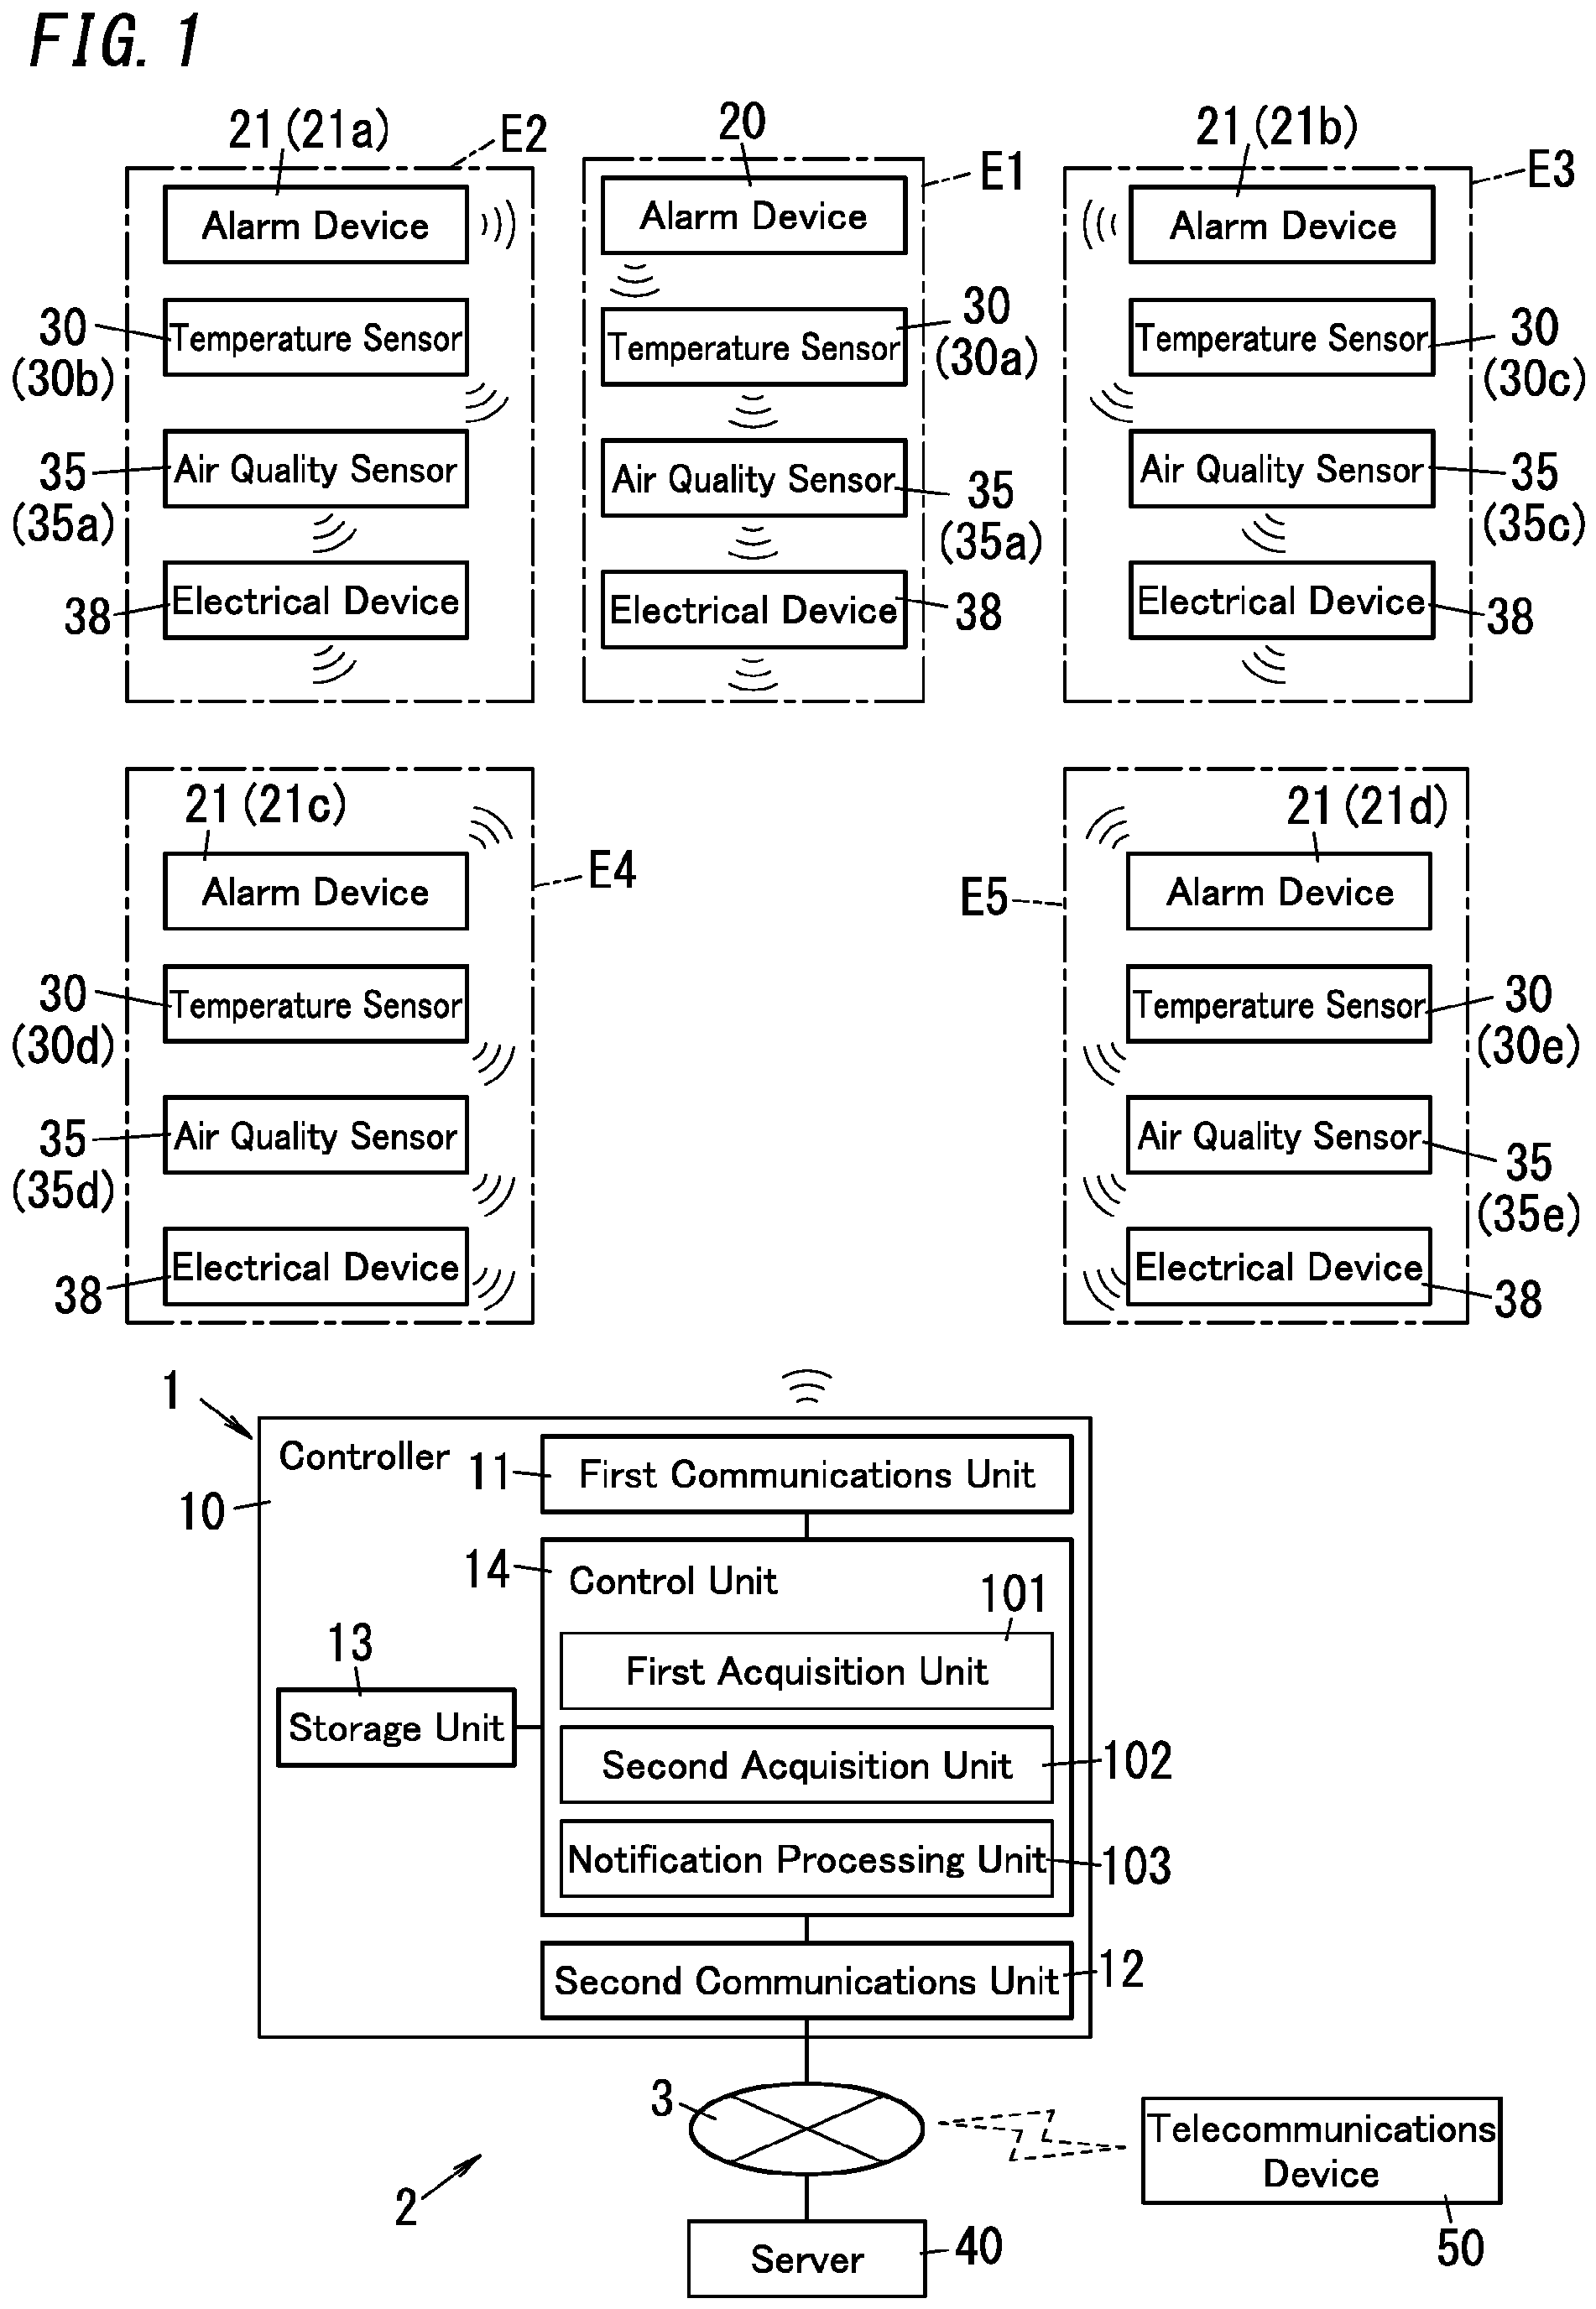 FIG. 1
21 (21a)
E2
Alarm Device
30
(30b)
Temperature Sensor
35
(35a)
Air Quality Sensor
38
Electrical Device
20
E1
Alarm Device
Temperature Sensor
30
(30a)
Air Quality Sensor
35
(35a)
Electrical Device
38
21 (21b)
E3
Alarm Device
Temperature Sensor
30
(30c)
Air Quality Sensor
35
(35c)
Electrical Device
38
21 (21c)
E4
Alarm Device
30
(30d)
Temperature Sensor
35
(35d)
Air Quality Sensor
38
Electrical Device
21 (21d)
E5
Alarm Device
Temperature Sensor
30
(30e)
Air Quality Sensor
35
(35e)
Electrical Device
38
1
10
Controller
11
First Communications Unit
14
Control Unit
101
First Acquisition Unit
13
Storage Unit
Second Acquisition Unit
102
Notification Processing Unit
103
Second Communications Unit
12
3
2
Telecommunications
Device
50
Server
40